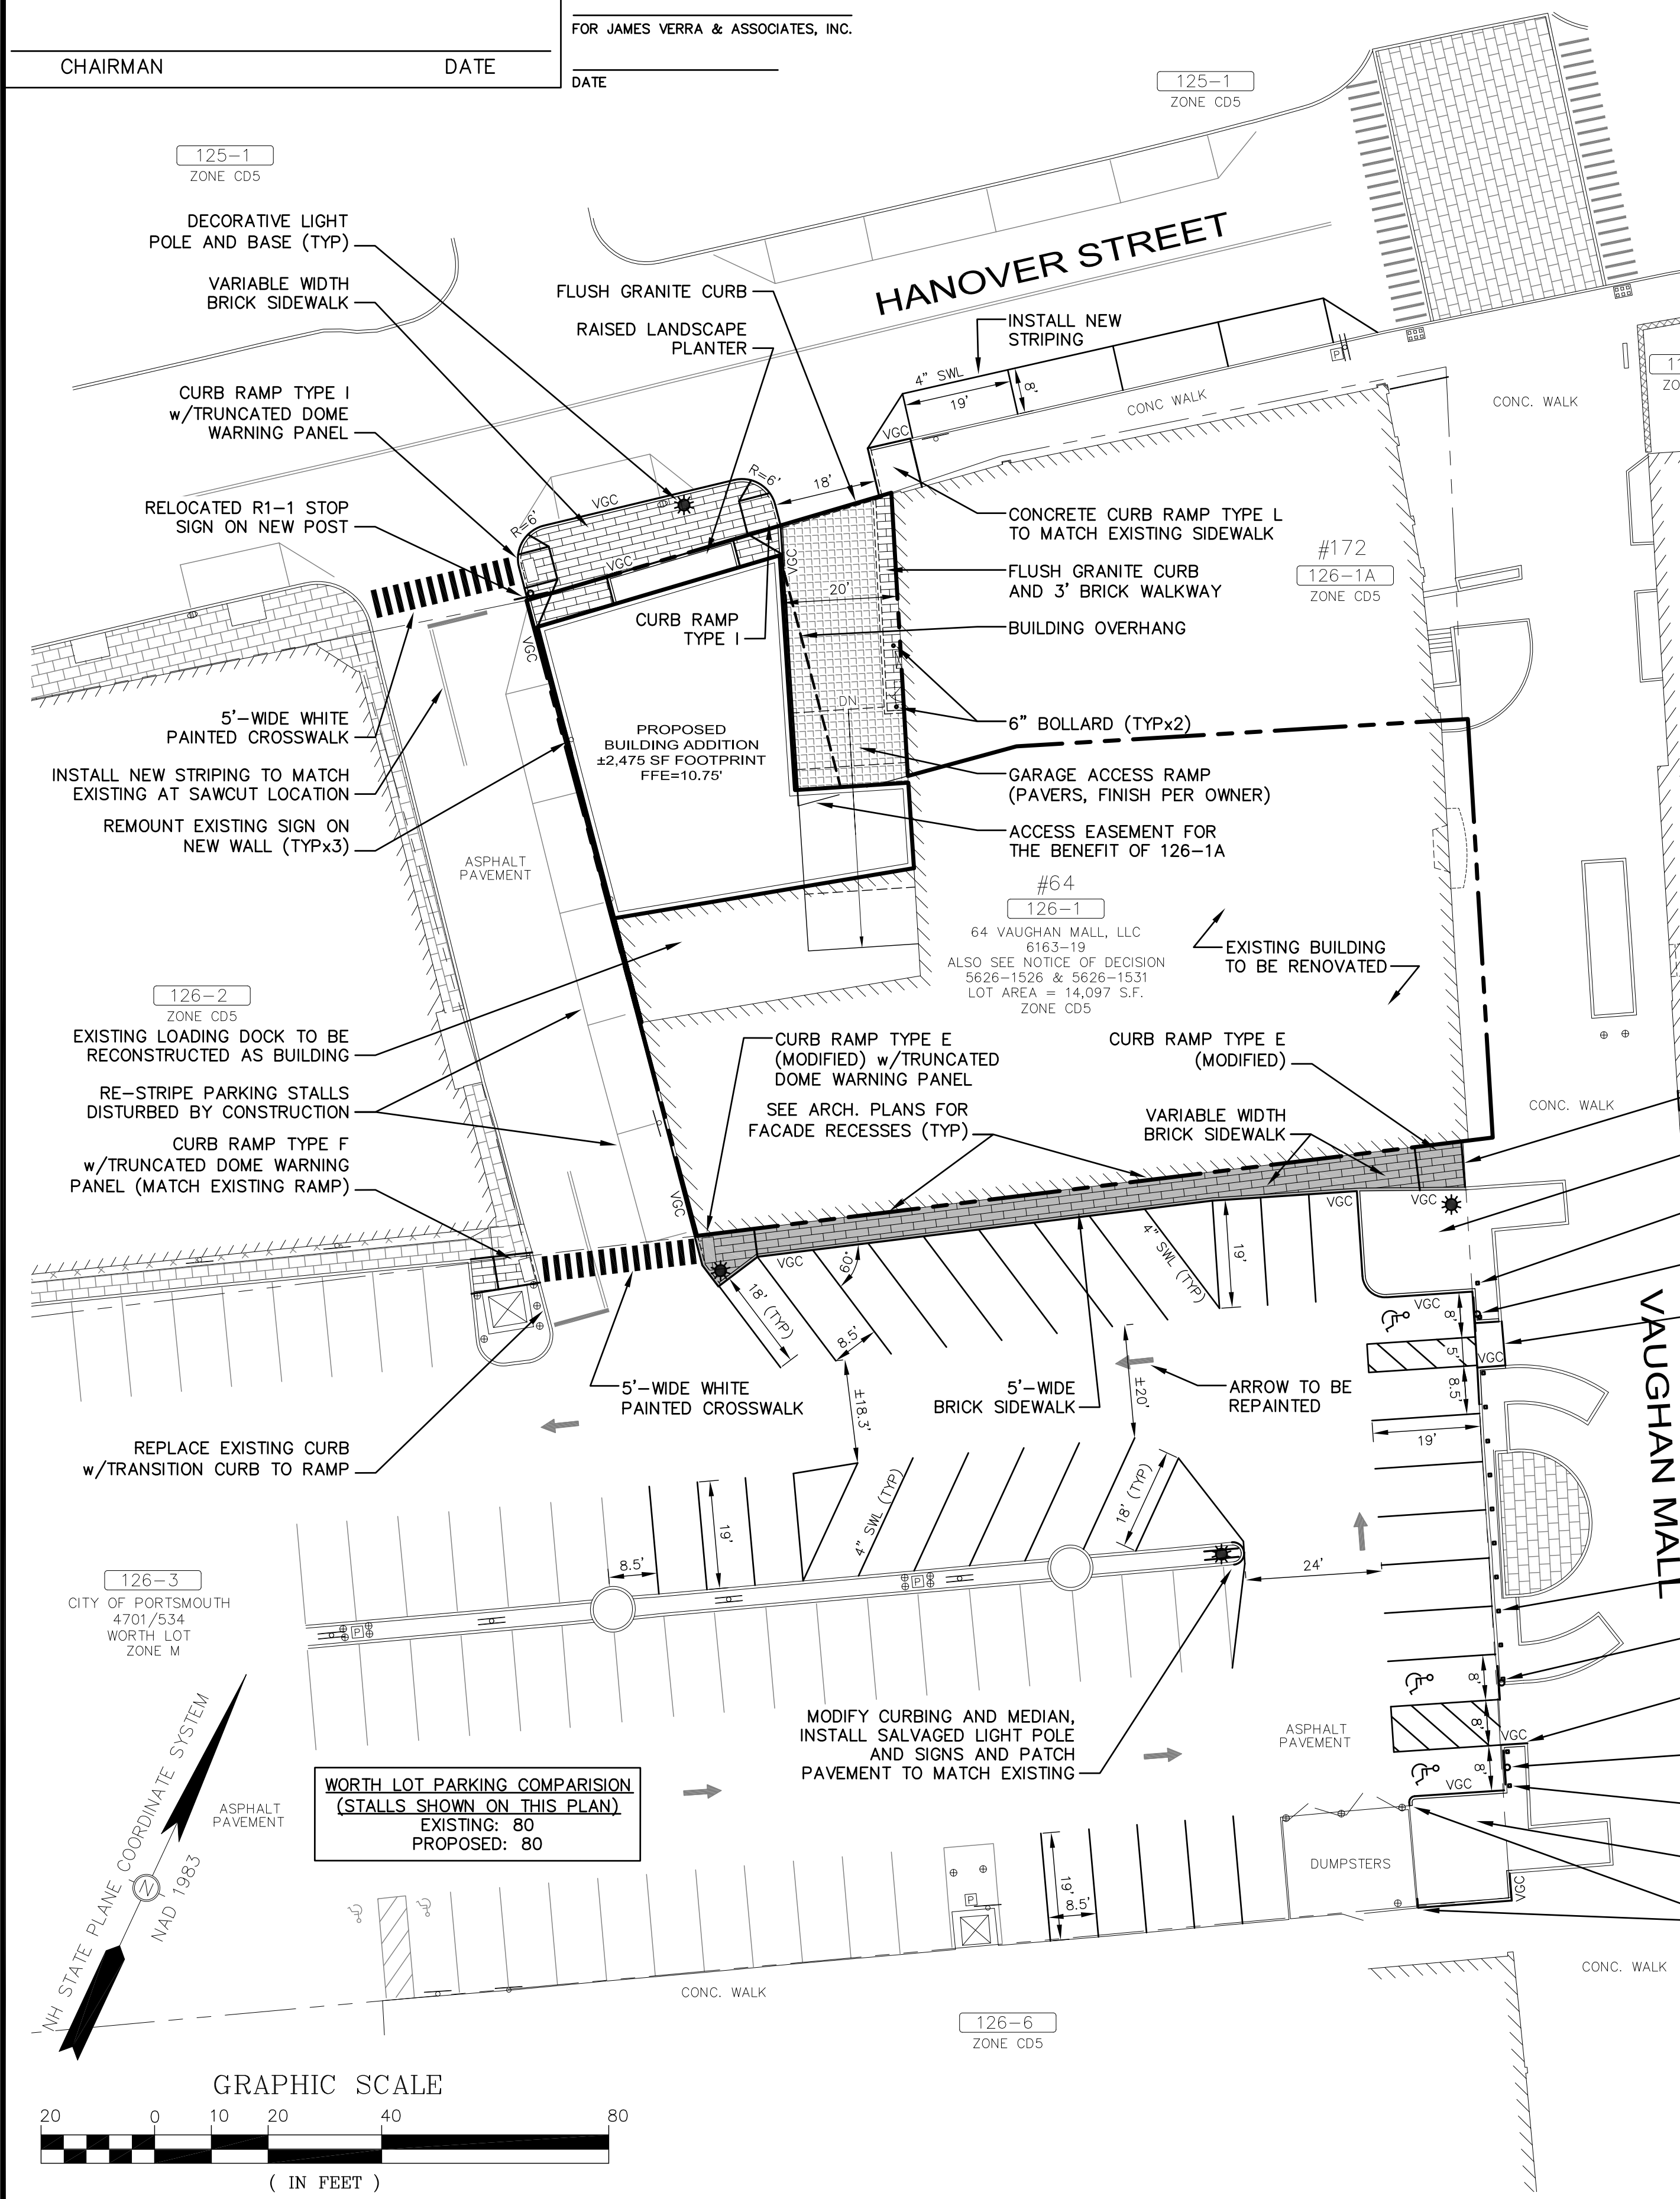 FOR JAMES VERRA & ASSOCIATES, INC.
CHAIRMAN DATE
DATE
125-1
ZONE CD5
125-1
ZONE CD5
DECORATIVE LIGHT
POLE AND BASE (TYP)
VARIABLE WIDTH
BRICK SIDEWALK
FLUSH GRANITE CURB
RAISED LANDSCAPE
PLANTER
HANOVER STREET
INSTALL NEW
STRIPING
4" SWL
19'
8'
P
CONC WALK
CONC. WALK
CURB RAMP TYPE I
w/TRUNCATED DOME
WARNING PANEL
VGC
R=6'
18'
VGC
R=6'
RELOCATED R1-1 STOP
SIGN ON NEW POST
CONCRETE CURB RAMP TYPE L
TO MATCH EXISTING SIDEWALK
#172
126-1A
ZONE CD5
VGC
VGC
FLUSH GRANITE CURB
AND 3' BRICK WALKWAY
20'
CURB RAMP
TYPE I
BUILDING OVERHANG
VGC
5'-WIDE WHITE
PAINTED CROSSWALK
DN
6" BOLLARD (TYPx2)
PROPOSED
BUILDING ADDITION
±2,475 SF FOOTPRINT
FFE=10.75'
INSTALL NEW STRIPING TO MATCH
EXISTING AT SAWCUT LOCATION
GARAGE ACCESS RAMP
(PAVERS, FINISH PER OWNER)
REMOUNT EXISTING SIGN ON
NEW WALL (TYPx3)
ACCESS EASEMENT FOR
THE BENEFIT OF 126-1A
ASPHALT
PAVEMENT
#64
126-1
64 VAUGHAN MALL, LLC
6163-19
ALSO SEE NOTICE OF DECISION
5626-1526 & 5626-1531
LOT AREA = 14,097 S.F.
ZONE CD5
EXISTING BUILDING
TO BE RENOVATED
126-2
ZONE CD5
EXISTING LOADING DOCK TO BE
RECONSTRUCTED AS BUILDING
CURB RAMP TYPE E
(MODIFIED) w/TRUNCATED
DOME WARNING PANEL
CURB RAMP TYPE E
(MODIFIED)
RE-STRIPE PARKING STALLS
DISTURBED BY CONSTRUCTION
SEE ARCH. PLANS FOR
FACADE RECESSES (TYP)
VARIABLE WIDTH
BRICK SIDEWALK
CONC. WALK
CURB RAMP TYPE F
w/TRUNCATED DOME WARNING
PANEL (MATCH EXISTING RAMP)
VGC
VGC
VGC
VGC
60°
4" SWL (TYP)
19'
18' (TYP)
8.5'
VGC
8'
5'
VGC
8.5'
19'
±18.3'
±20'
5'-WIDE WHITE
PAINTED CROSSWALK
5'-WIDE
BRICK SIDEWALK
ARROW TO BE
REPAINTED
VAUGHAN MALL
REPLACE EXISTING CURB
w/TRANSITION CURB TO RAMP
19'
8.5'
4" SWL (TYP)
18' (TYP)
24'
P
P
126-3
CITY OF PORTSMOUTH
4701/534
WORTH LOT
ZONE M
8'
8'
VGC
8'
VGC
MODIFY CURBING AND MEDIAN,
INSTALL SALVAGED LIGHT POLE
AND SIGNS AND PATCH
PAVEMENT TO MATCH EXISTING
ASPHALT
PAVEMENT
WORTH LOT PARKING COMPARISION
(STALLS SHOWN ON THIS PLAN)
EXISTING: 80
PROPOSED: 80
ASPHALT
PAVEMENT
NH STATE PLANE COORDINATE SYSTEM
N
NAD 1983
DUMPSTERS
VGC
19'
8.5'
P
CONC. WALK
CONC. WALK
126-6
ZONE CD5
GRAPHIC SCALE
20 0 10 20 40 80
( IN FEET )